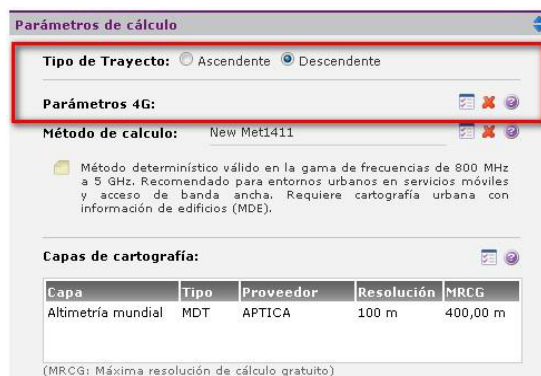 Parámetros de cálculo
Tipo de Trayecto: Ascendente Descendente
Parámetros 4G:
Método de calculo: New Met1411
Método determinístico válido en la gama de frecuencias de 800 MHz
a 5 GHz. Recomendado para entornos urbanos en servicios móviles
y acceso de banda ancha. Requiere cartografía urbana con
información de edificios (MDE).
Capas de cartografía:
Capa Tipo Proveedor Resolución MRCG
Altimetría mundial MDT APTICA 100 m 400,00 m
(MRCG: Máxima resolución de cálculo gratuito)